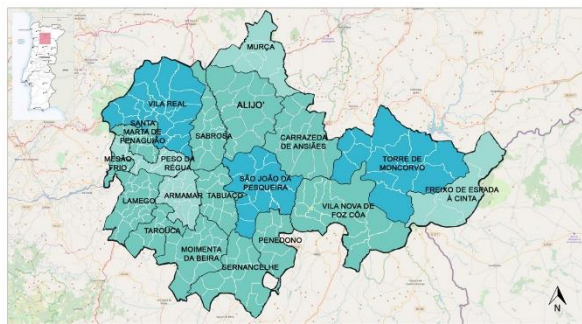 MURÇA
VILA REAL
ALIJO'
SANTA
MARTA DE
PENAGUIÃO
SABROSA
CARRAZEDA
DE ANSIÃES
MESÃO
FRIO
PESO DA
RÉGUA
TORRE DE
MONCORVO
SÃO JOÃO DA
PESQUEIRA
FREIXO DE ESPADA
À CINTA
ARMAMAR
TABUAÇO
LAMEGO
VILA NOVA DE
FOZ CÔA
TAROUCA
PENEDONO
MOIMENTA
DA BEIRA
SERNANCELHE
N